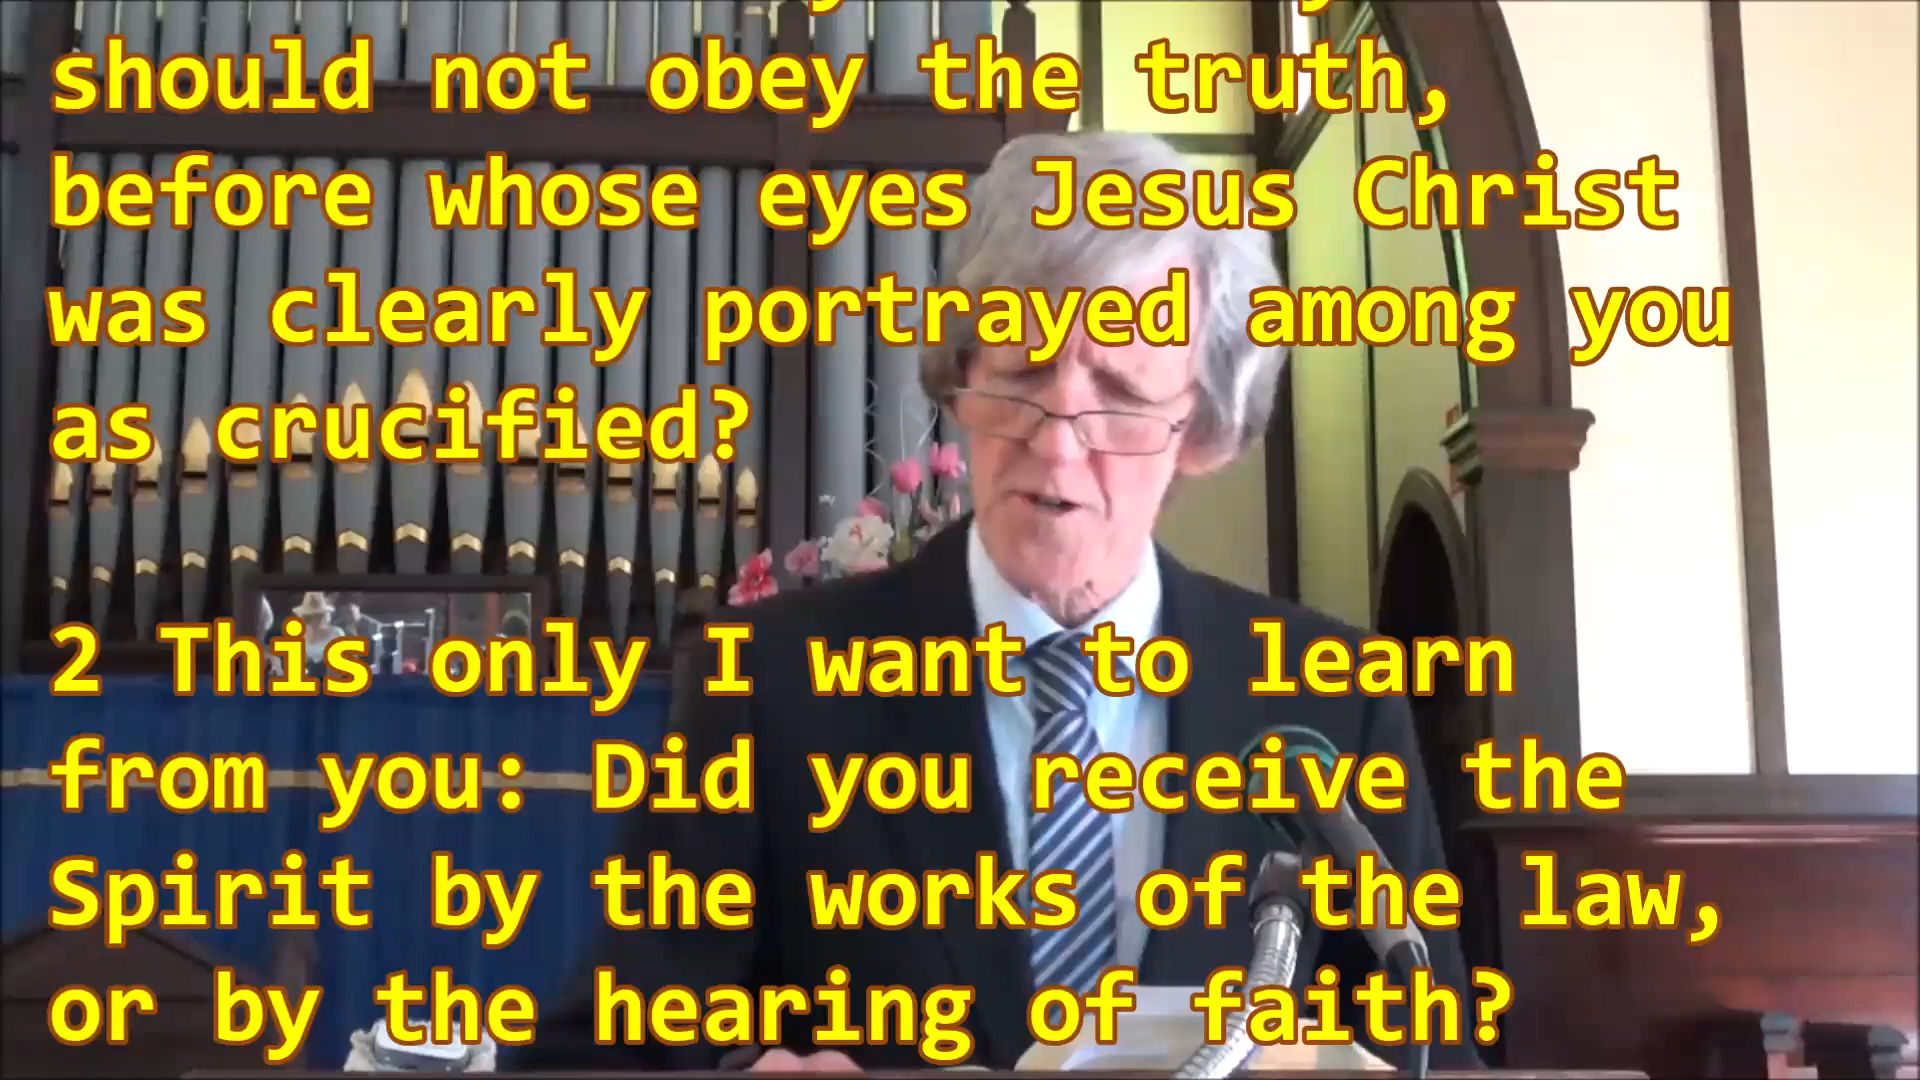 should not obey the truth,
before whose eyes Jesus Christ
was clearly portrayed among you
as crucified?
2 This only I want to learn
from you: Did you receive the
Spirit by the works of the law,
or by the hearing of faith?